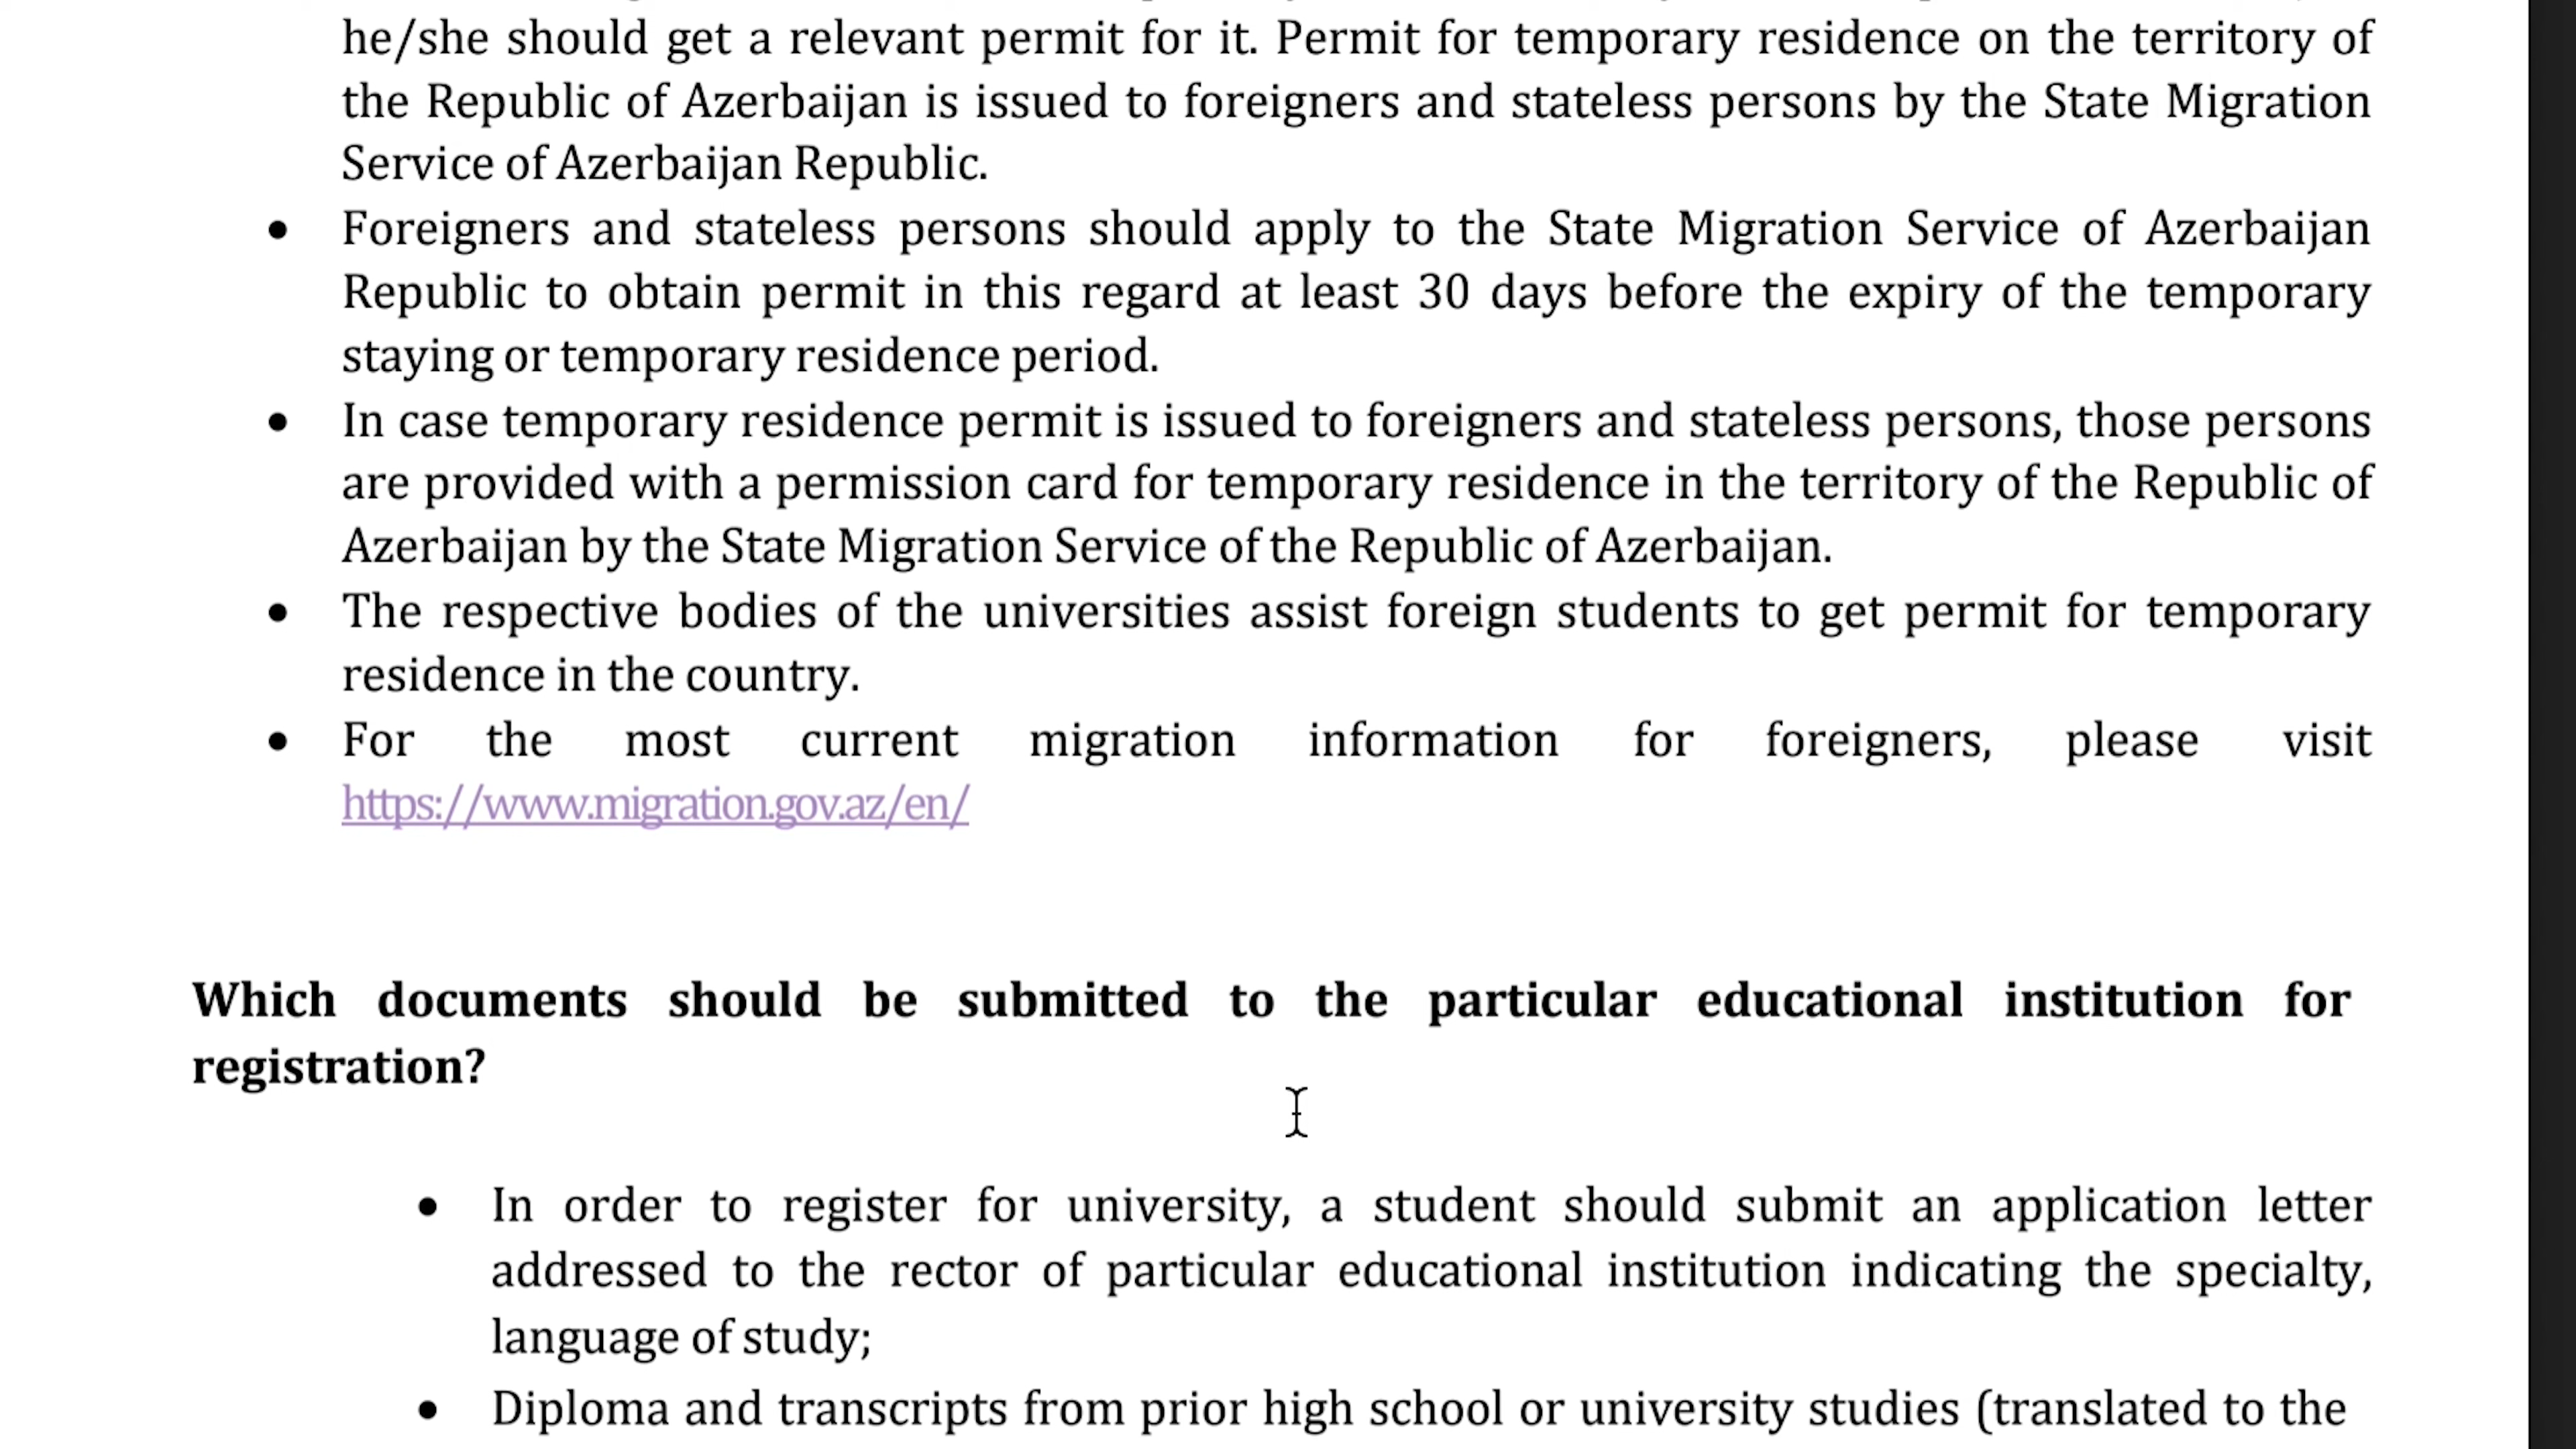 he/she should get a relevant permit for it. Permit for temporary residence on the territory of
the Republic of Azerbaijan is issued to foreigners and stateless persons by the State Migration
Service of Azerbaijan Republic.
• Foreigners and stateless persons should apply to the State Migration Service of Azerbaijan
Republic to obtain permit in this regard at least 30 days before the expiry of the temporary
staying or temporary residence period.
• In case temporary residence permit is issued to foreigners and stateless persons, those persons
are provided with a permission card for temporary residence in the territory of the Republic of
Azerbaijan by the State Migration Service of the Republic of Azerbaijan.
• The respective bodies of the universities assist foreign students to get permit for temporary
residence in the country.
• For the most current migration information for foreigners, please visit
https://www.migration.gov.az/en/
Which documents should be submitted to the particular educational institution for
registration?
• In order to register for university, a student should submit an application letter
addressed to the rector of particular educational institution indicating the specialty,
language of study;
• Diploma and transcripts from prior high school or university studies (translated to the